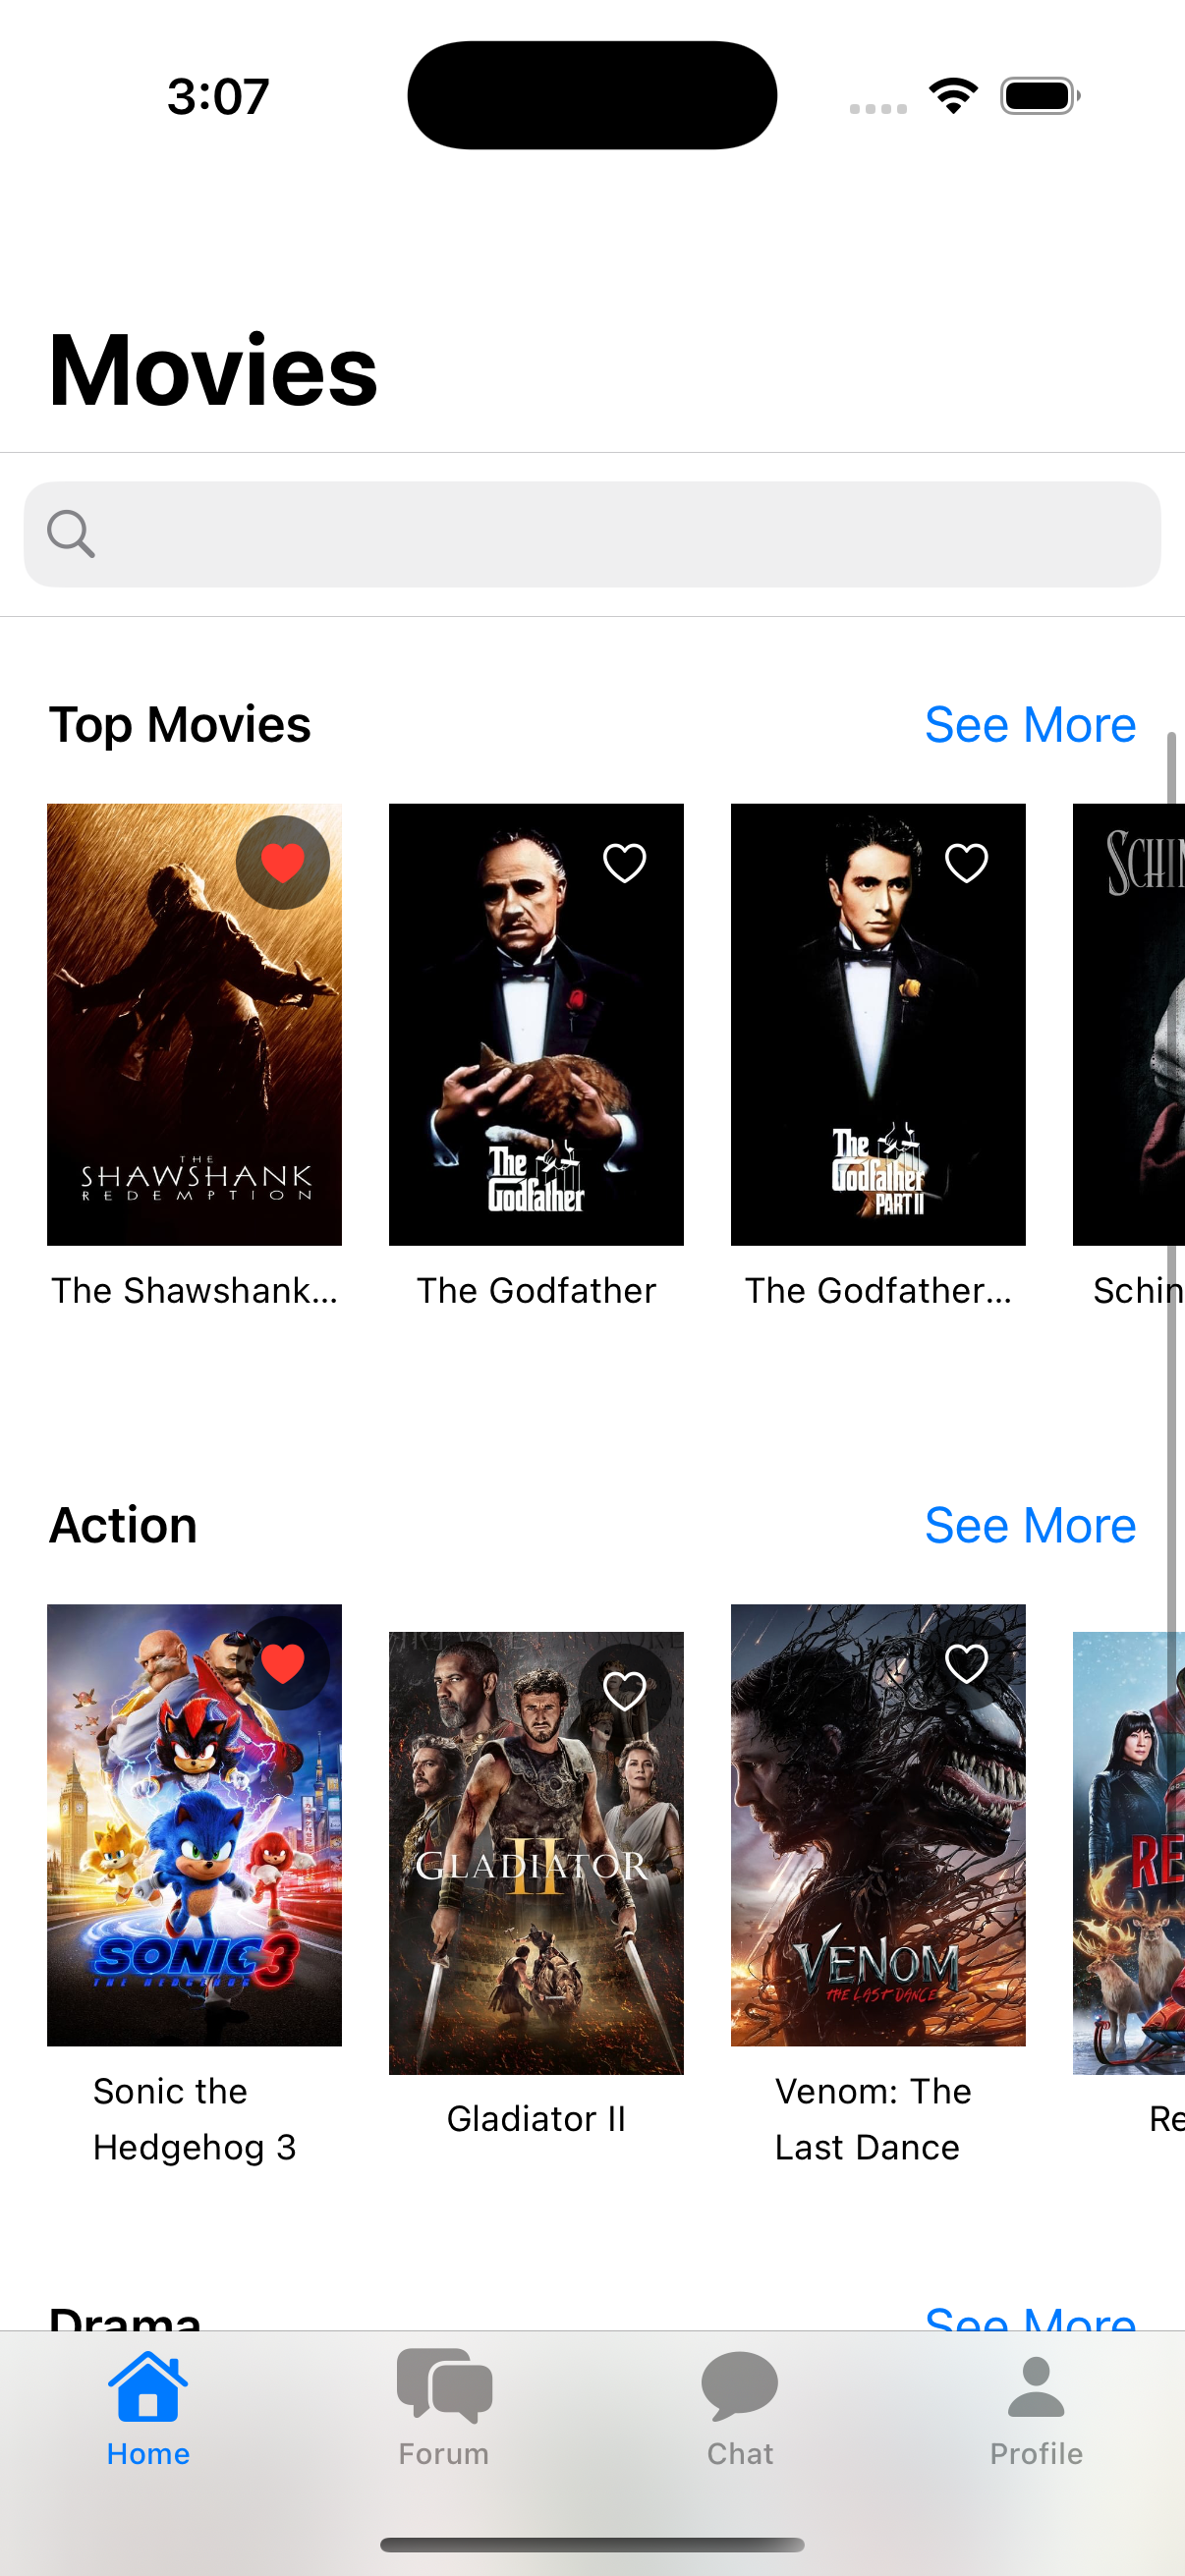 3:07
Movies
Top Movies
See More
SCHIN
THE
SHAWSHANK
REDEMPTION
The
Godfather
The
Godfather
PART II
The Shawshank...
The Godfather
The Godfather...
Schin
Action
See More
GLADIATOR
II
RE
SONIC 3
THE HEDGEHOG
VENOM
THE LAST DANCE
Sonic the
Hedgehog 3
Gladiator II
Venom: The
Last Dance
Re
Drama
See More
Home
Forum
Chat
Profile